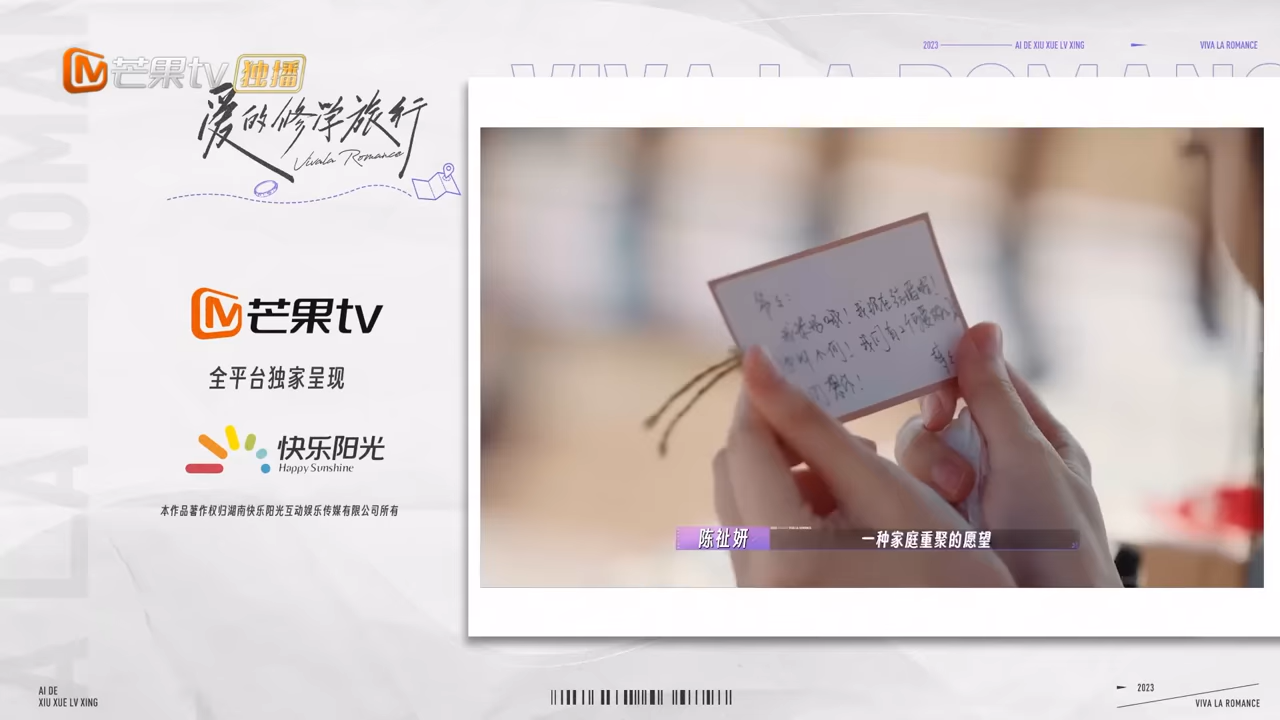 2023
AI DE XIU XUE LV XING
VIVA LA ROMANCE
VIVA LA ROMANC
芒果tv 独播
爱的修学旅行
Vivala Romance
芒果tv
全平台独家呈现
快乐阳光
Happy Sunshine
本作品著作权归湖南快乐阳光互动娱乐传媒有限公司所有
陈祉妍
一种家庭重聚的愿望
AI DE
XIU XUE LV XING
2023
VIVA LA ROMANCE